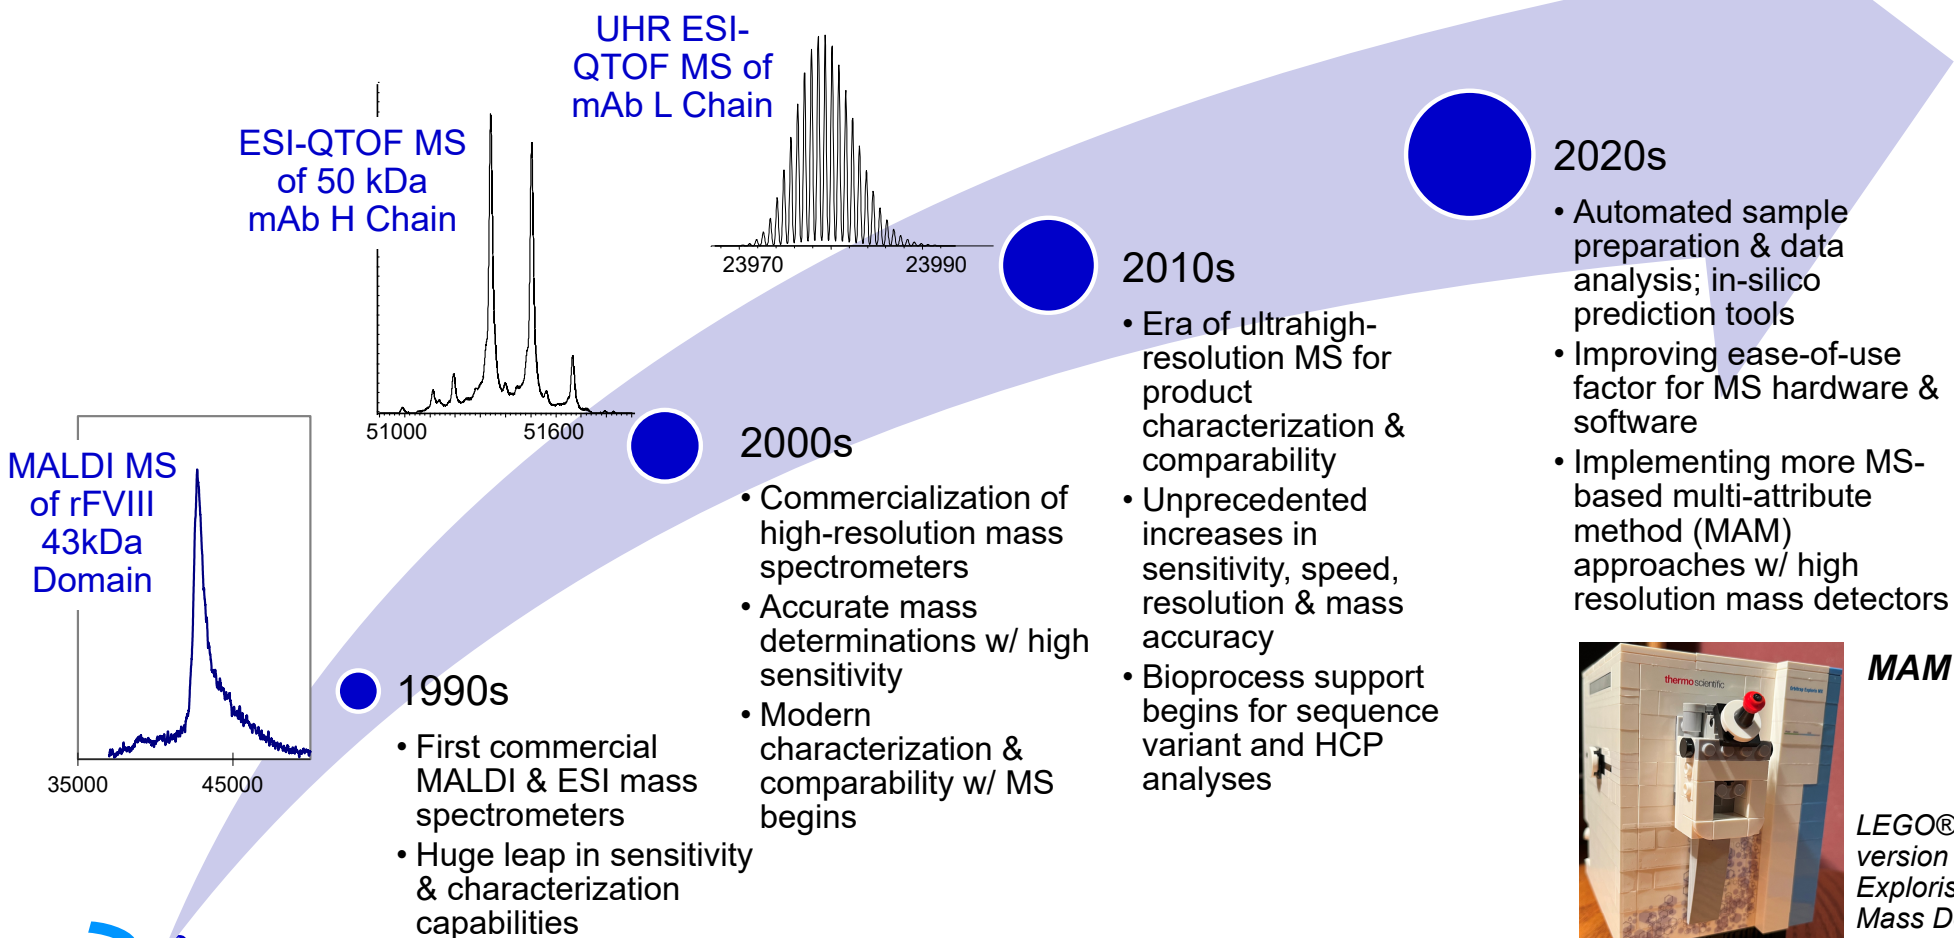 UHR ESI-
QTOF MS of
mAb L Chain
23970
23990
ESI-QTOF MS
of 50 kDa
mAb H Chain
51000
51600
MALDI MS
of rFVIII
43kDa
Domain
35000
45000
1990s
• First commercial
MALDI & ESI mass
spectrometers
• Huge leap in sensitivity
& characterization
capabilities
2000s
• Commercialization of
high-resolution mass
spectrometers
• Accurate mass
determinations w/ high
sensitivity
• Modern
characterization &
comparability w/ MS
begins
2010s
• Era of ultrahigh-
resolution MS for
product
characterization &
comparability
• Unprecedented
increases in
sensitivity, speed,
resolution & mass
accuracy
• Bioprocess support
begins for sequence
variant and HCP
analyses
2020s
• Automated sample
preparation & data
analysis; in-silico
prediction tools
• Improving ease-of-use
factor for MS hardware &
software
• Implementing more MS-
based multi-attribute
method (MAM)
approaches w/ high
resolution mass detectors
thermo scientific
MAM
LEGO®
version
Exploris
Mass D